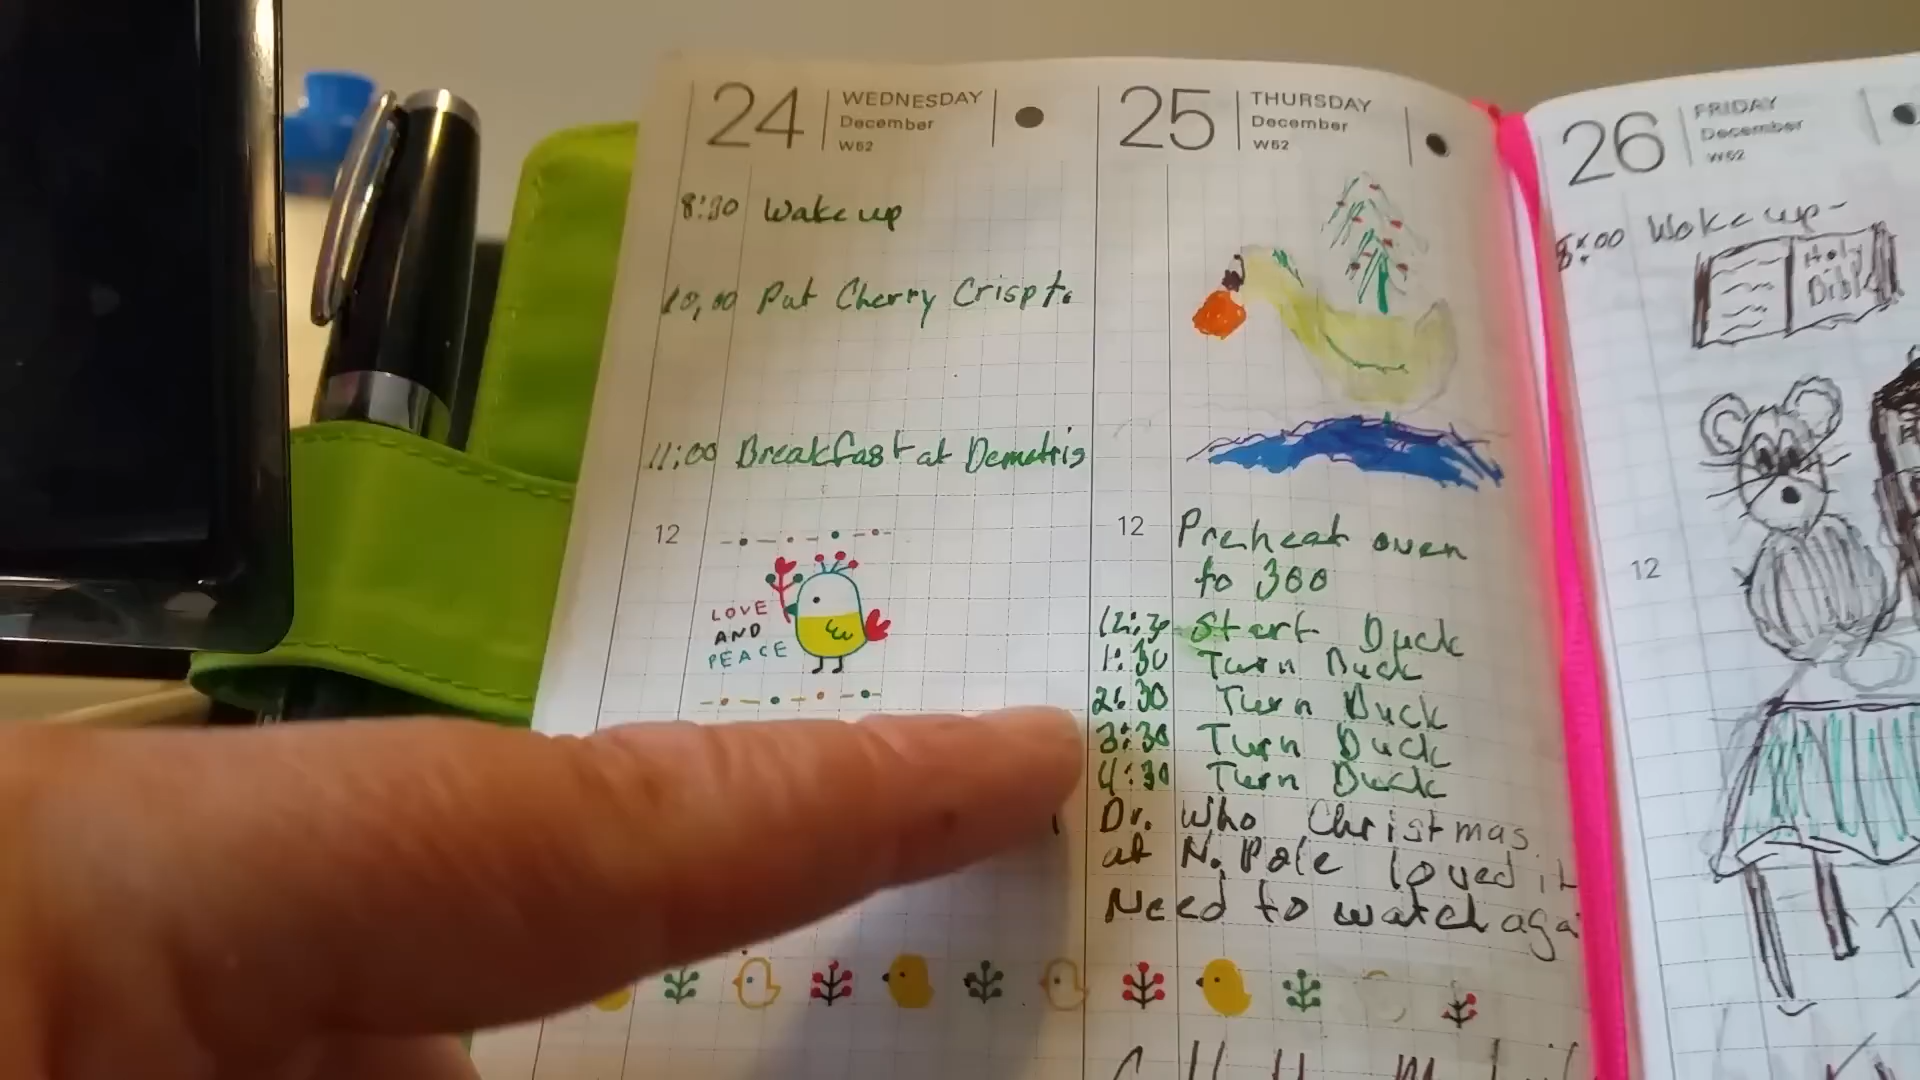 24
WEDNESDAY
December
W52
8:30 Wake up
10,00 Put Cherry Crisp
11:00 Breakfast at Demetris
12
LOVE
AND
PEACE
25
THURSDAY
December
W52
12 Preheat oven
to 300
12:30 Start Duck
1:30 Turn Duck
2:30 Turn Duck
3:30 Turn Duck
4:30 Turn Duck
Dr. Who Christmas
at N. Pole loved it
Need to watch aga
26
FRIDAY
December
W52
8:00 Wake up-
Holy
Bible
12